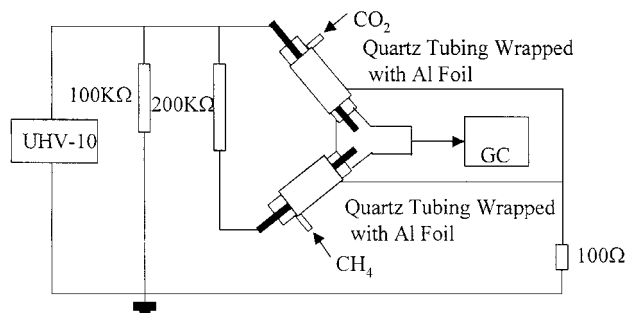 CO2
Quartz Tubing Wrapped
with Al Foil
100KΩ
200KΩ
UHV-10
GC
Quartz Tubing Wrapped
with Al Foil
CH4
100Ω